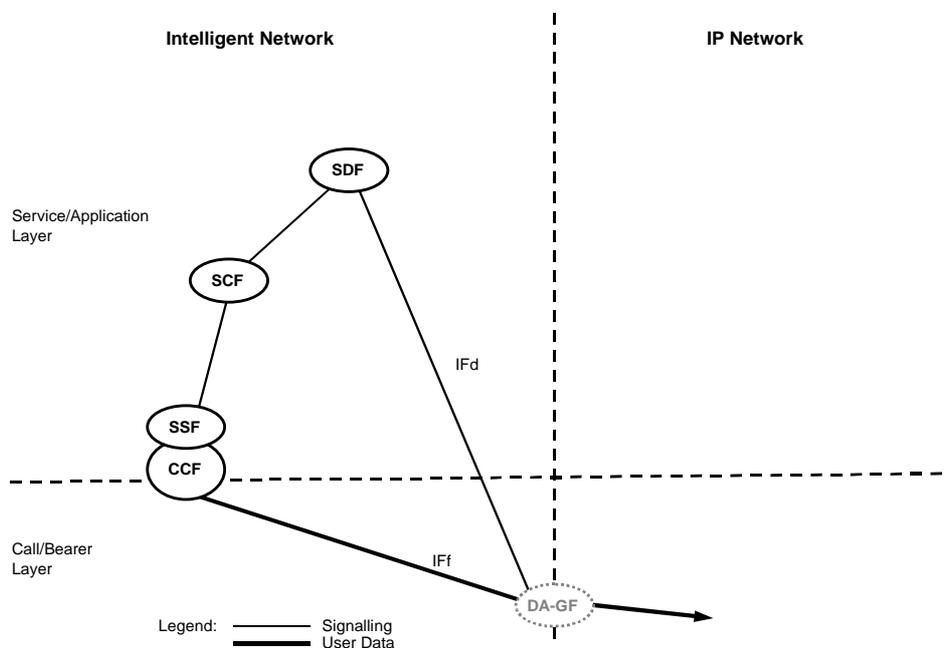 Intelligent Network
IP Network
SDF
Service/Application
Layer
SCF
IFd
SSF
CCF
Call/Bearer
Layer
IFf
DA-GF
Legend:
Signalling
User Data